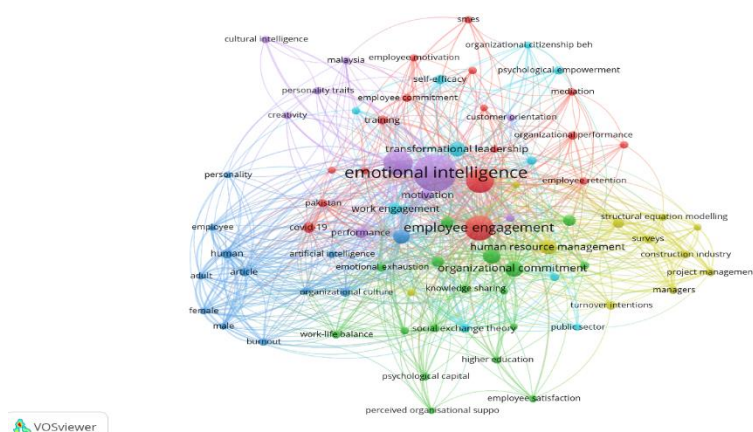 smes
cultural intelligence
organizational citizenship beh
malaysia
employee motivation
psychological empowerment
self-efficacy
personality traits
employee commitment
mediation
creativity
training
customer orientation
organizational performance
transformational leadership
personality
emotional intelligence
employee retention
motivation
pakistan
work engagement
structural equation modelling
employee
covid-19
performance
employee engagement
surveys
human
artificial intelligence
human resource management
construction industry
adult
article
emotional exhaustion
organizational commitment
project managemen
female
organizational culture
knowledge sharing
managers
turnover intentions
male
work-life balance
social exchange theory
public sector
burnout
higher education
psychological capital
employee satisfaction
perceived organisational suppo
VOSviewer